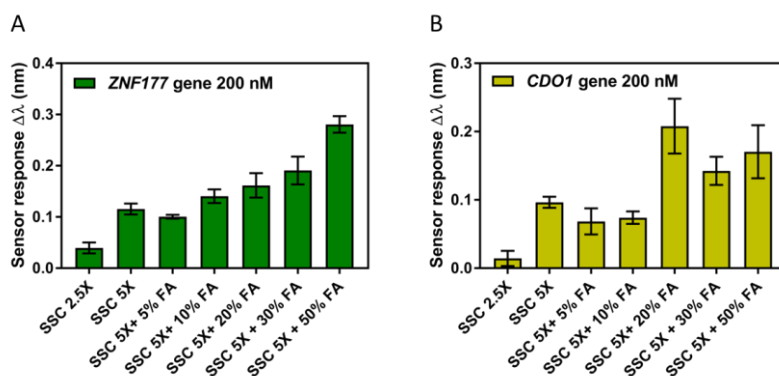 A
ZNF177 gene 200 nM
Sensor response Δλ (nm)
0.4
0.3
0.2
0.1
0.0
SSC 2.5X
SSC 5X
SSC 5X+ 5% FA
SSC 5X+ 10% FA
SSC 5X+ 20% FA
SSC 5X + 30% FA
SSC 5X + 50% FA
B
CDO1 gene 200 nM
Sensor response Δλ (nm)
0.3
0.2
0.1
0.0
SSC 2.5X
SSC 5X
SSC 5X+ 5% FA
SSC 5X+ 10% FA
SSC 5X+ 20% FA
SSC 5X + 30% FA
SSC 5X + 50% FA